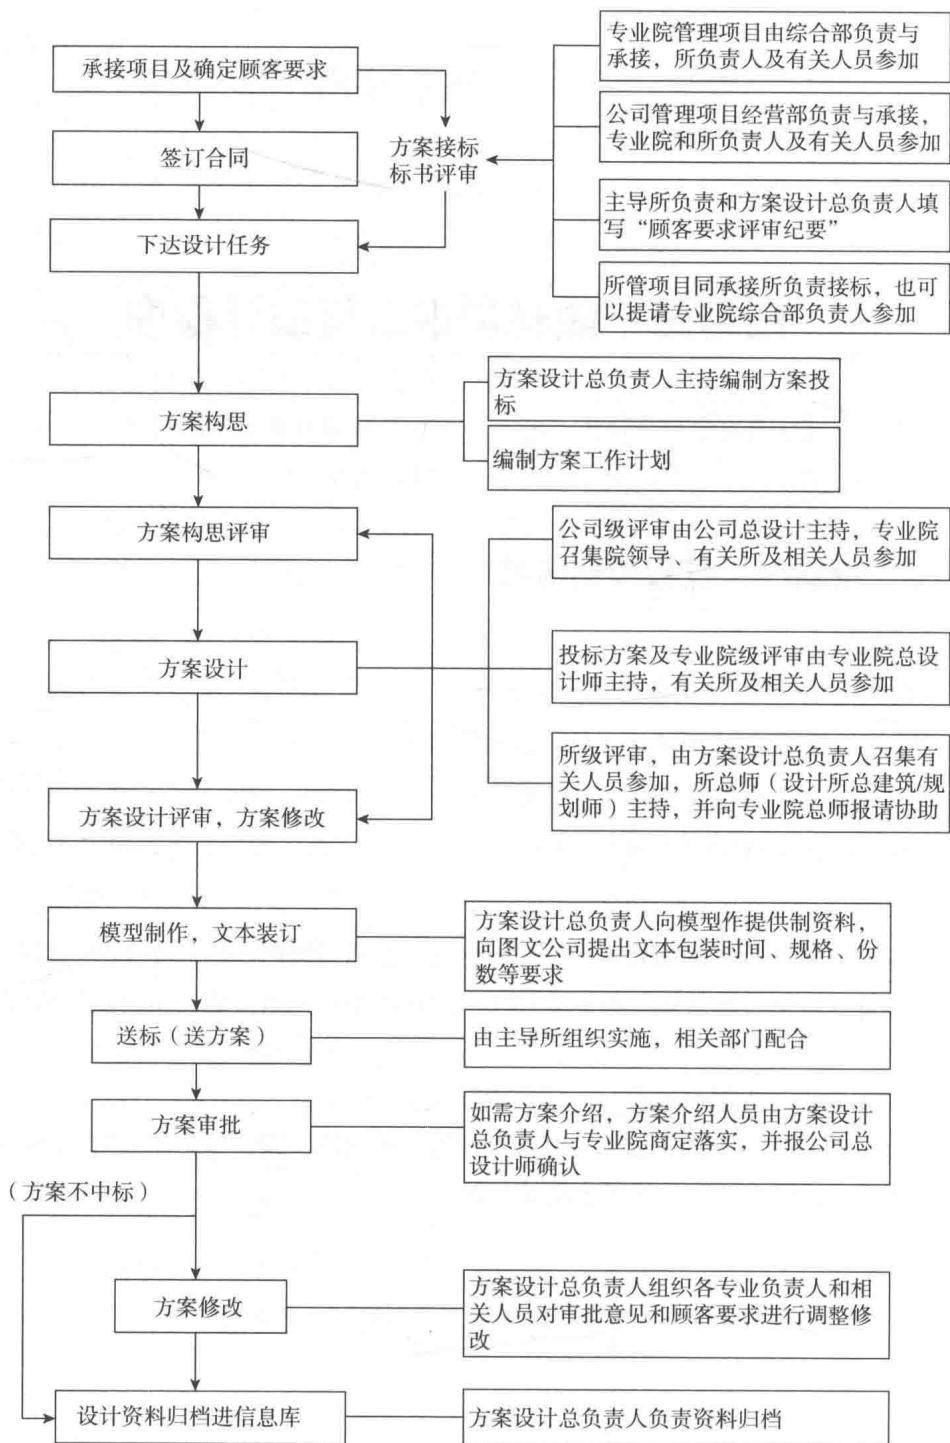 承接项目及确定顾客要求
签订合同
下达设计任务
方案接标
标书评审
专业院管理项目由综合部负责与
承接，所负责人及有关人员参加
公司管理项目经营部负责与承接，
专业院和所负责人及有关人员参加
主导所负责和方案设计总负责人填
写“顾客要求评审纪要”
所管项目同承接所负责接标，也可
以提请专业院综合部负责人参加
方案构思
方案设计总负责人主持编制方案投
标
编制方案工作计划
方案构思评审
方案设计
方案设计评审，方案修改
公司级评审由公司总设计主持，专业院
召集院领导、有关所及相关人员参加
投标方案及专业院级评审由专业院总设
计师主持，有关所及相关人员参加
所级评审，由方案设计总负责人召集有
关人员参加，所总师（设计所总建筑/规
划师）主持，并向专业院总师报请协助
模型制作，文本装订
方案设计总负责人向模型作提供制资料，
向图文公司提出文本包装时间、规格、份
数等要求
送标（送方案）
由主导所组织实施，相关部门配合
方案审批
如需方案介绍，方案介绍人员由方案设计
总负责人与专业院商定落实，并报公司总
设计师确认
（方案不中标）
方案修改
方案设计总负责人组织各专业负责人和相
关人员对审批意见和顾客要求进行调整修
改
设计资料归档进信息库
方案设计总负责人负责资料归档